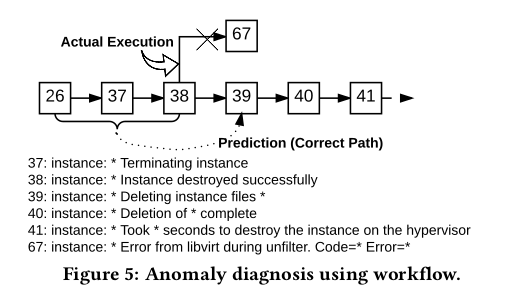 67
Actual Execution
26 37 38 39 40 41
Prediction (Correct Path)
37: instance: * Terminating instance
38: instance: * Instance destroyed successfully
39: instance: * Deleting instance files *
40: instance: * Deletion of * complete
41: instance: * Took * seconds to destroy the instance on the hypervisor
67: instance: * Error from libvirt during unfilter. Code=* Error=*
Figure 5: Anomaly diagnosis using workflow.